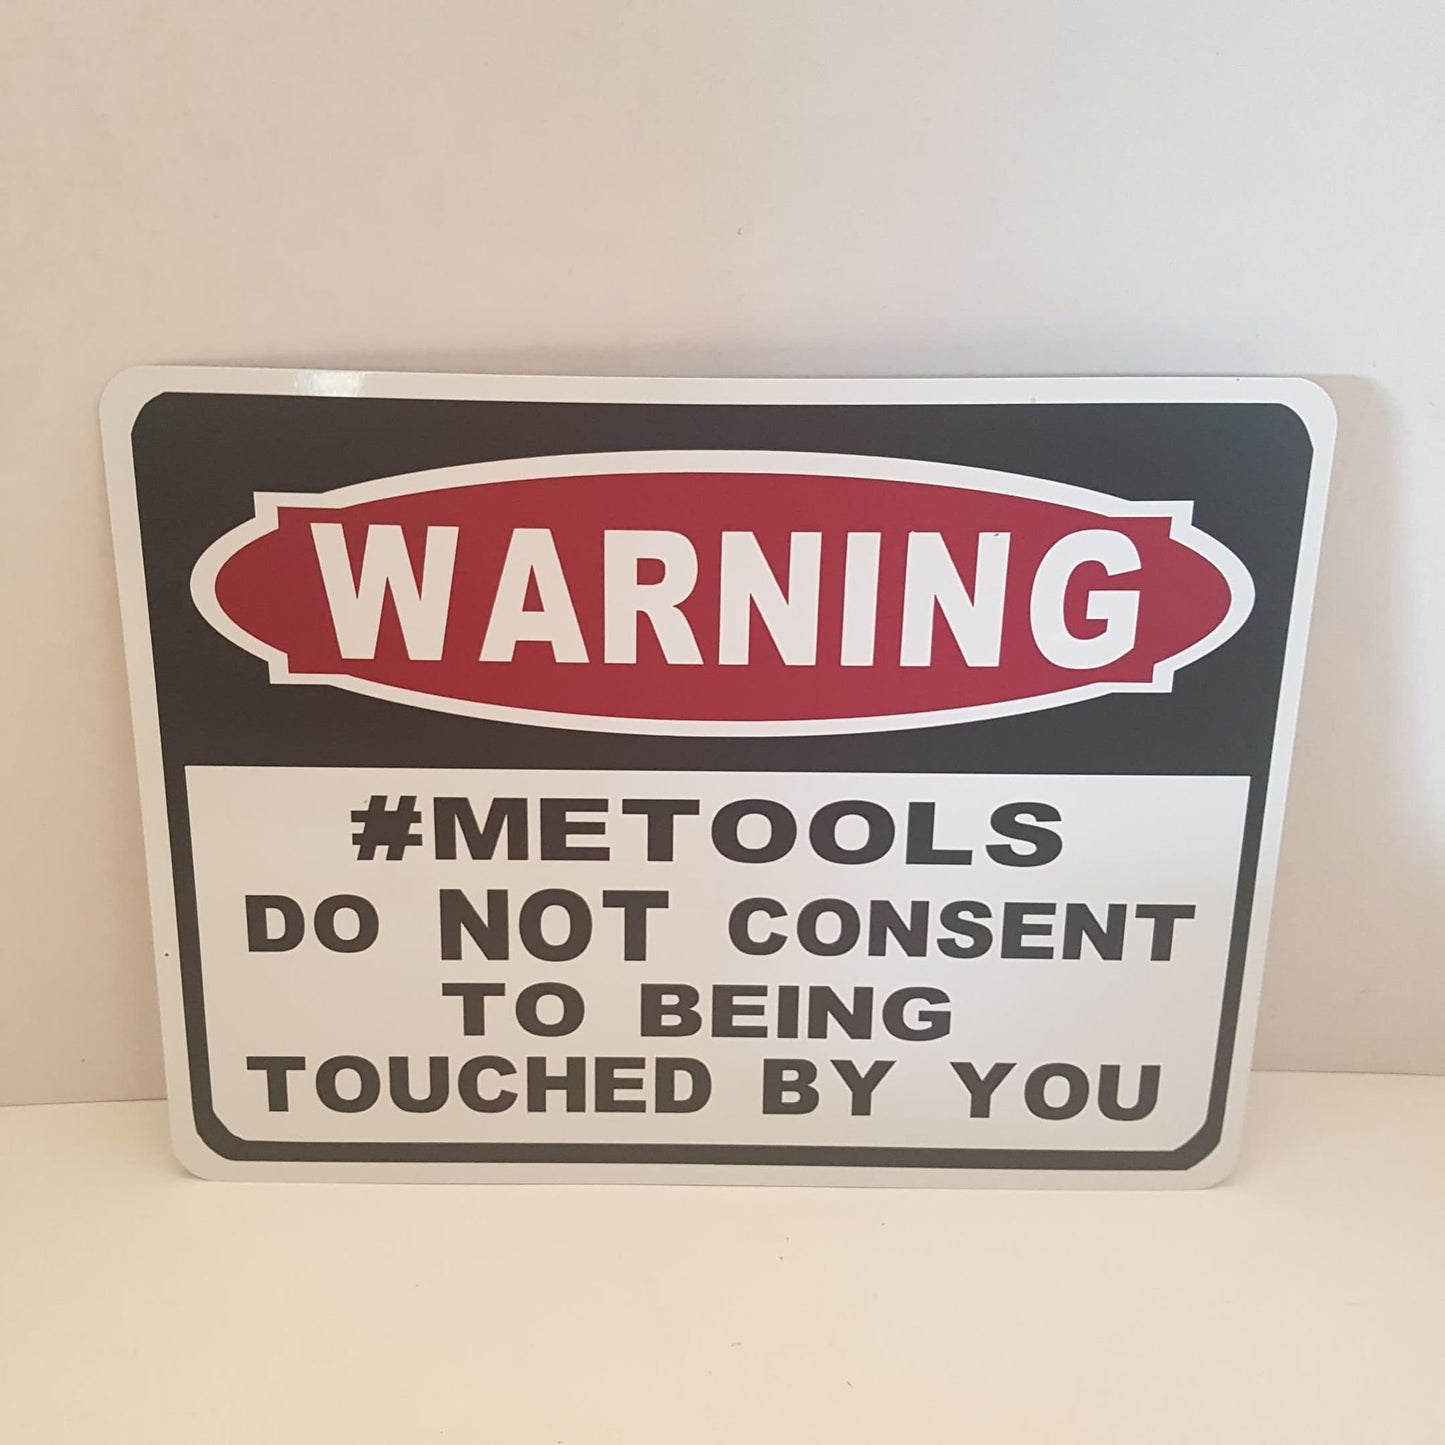 WARNING
#METOOLS
DO NOT CONSENT
TO BEING
TOUCHED BY YOU